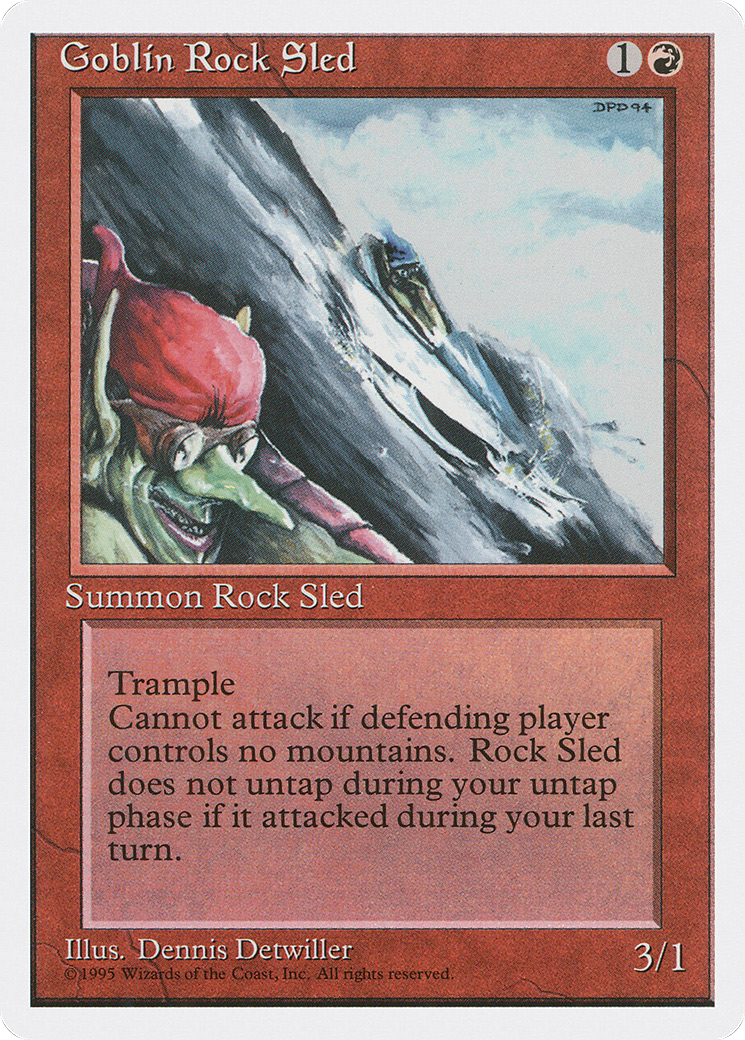 Goblin Rock Sled 1
DPD 94
Summon Rock Sled
Trample
Cannot attack if defending player
controls no mountains. Rock Sled
does not untap during your untap
phase if it attacked during your last
turn.
Illus. Dennis Detwiller
©1995 Wizards of the Coast, Inc. All rights reserved.
3/1